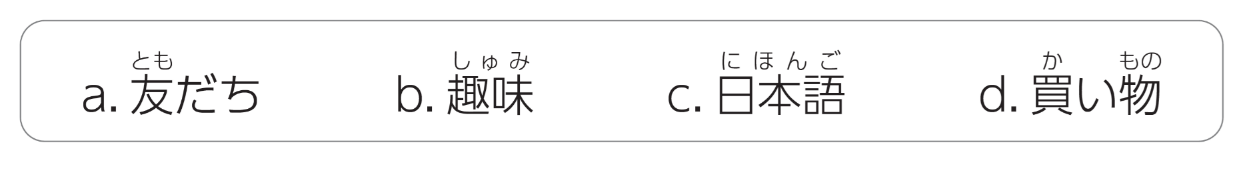 とも しゅみ にほんご か もの
a. 友だち b. 趣味 c. 日本語 d. 買い物